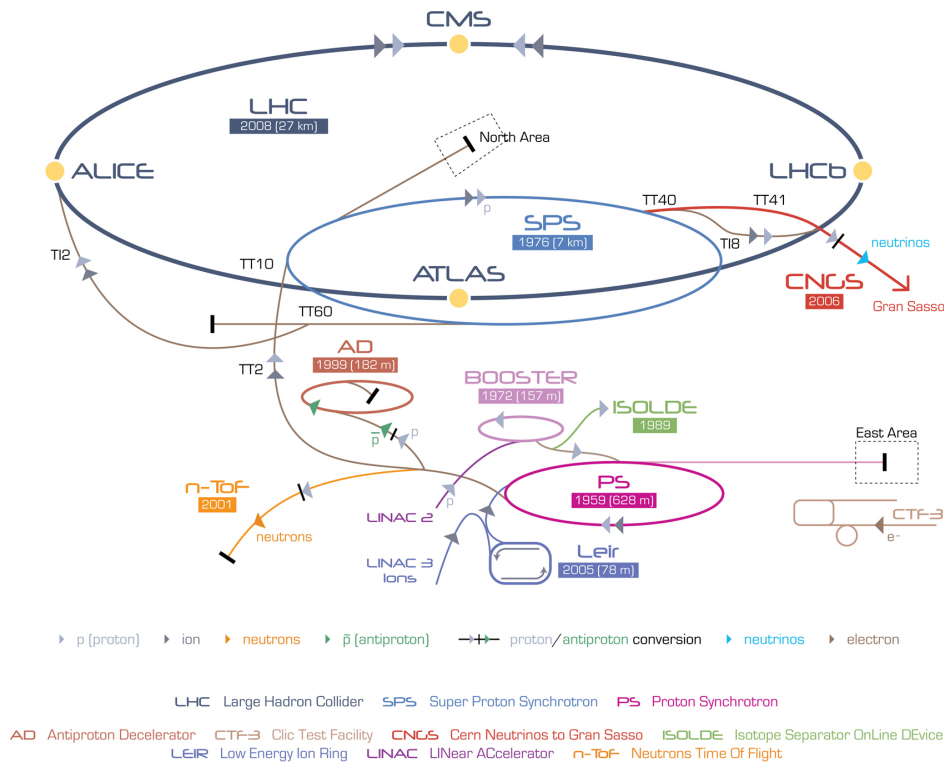 CMS
LHC
2008 (27 km)
North Area
ALICE
LHCb
p
TT40
TT41
SPS
1976 (7 km)
TI8
neutrinos
TI2
TT10
ATLAS
CNGS
2006
Gran Sasso
TT60
AD
1999 (182 m)
TT2
BOOSTER
1972 (157 m)
ISOLDE
1989
p̅
p
East Area
n-ToF
2001
PS
1959 (628 m)
LINAC 2
p
neutrons
CTF-3
e-
LINAC 3
Ions
Leir
2005 (78 m)
p (proton)
ion
neutrons
p̅ (antiproton)
proton/antiproton conversion
neutrinos
electron
LHC Large Hadron Collider SPS Super Proton Synchrotron PS Proton Synchrotron
AD Antiproton Decelerator CTF-3 Clic Test Facility CNGS Cern Neutrinos to Gran Sasso ISOLDE Isotope Separator OnLine DEvice
LEIR Low Energy Ion Ring LINAC LINear ACcelerator n-ToF Neutrons Time Of Flight